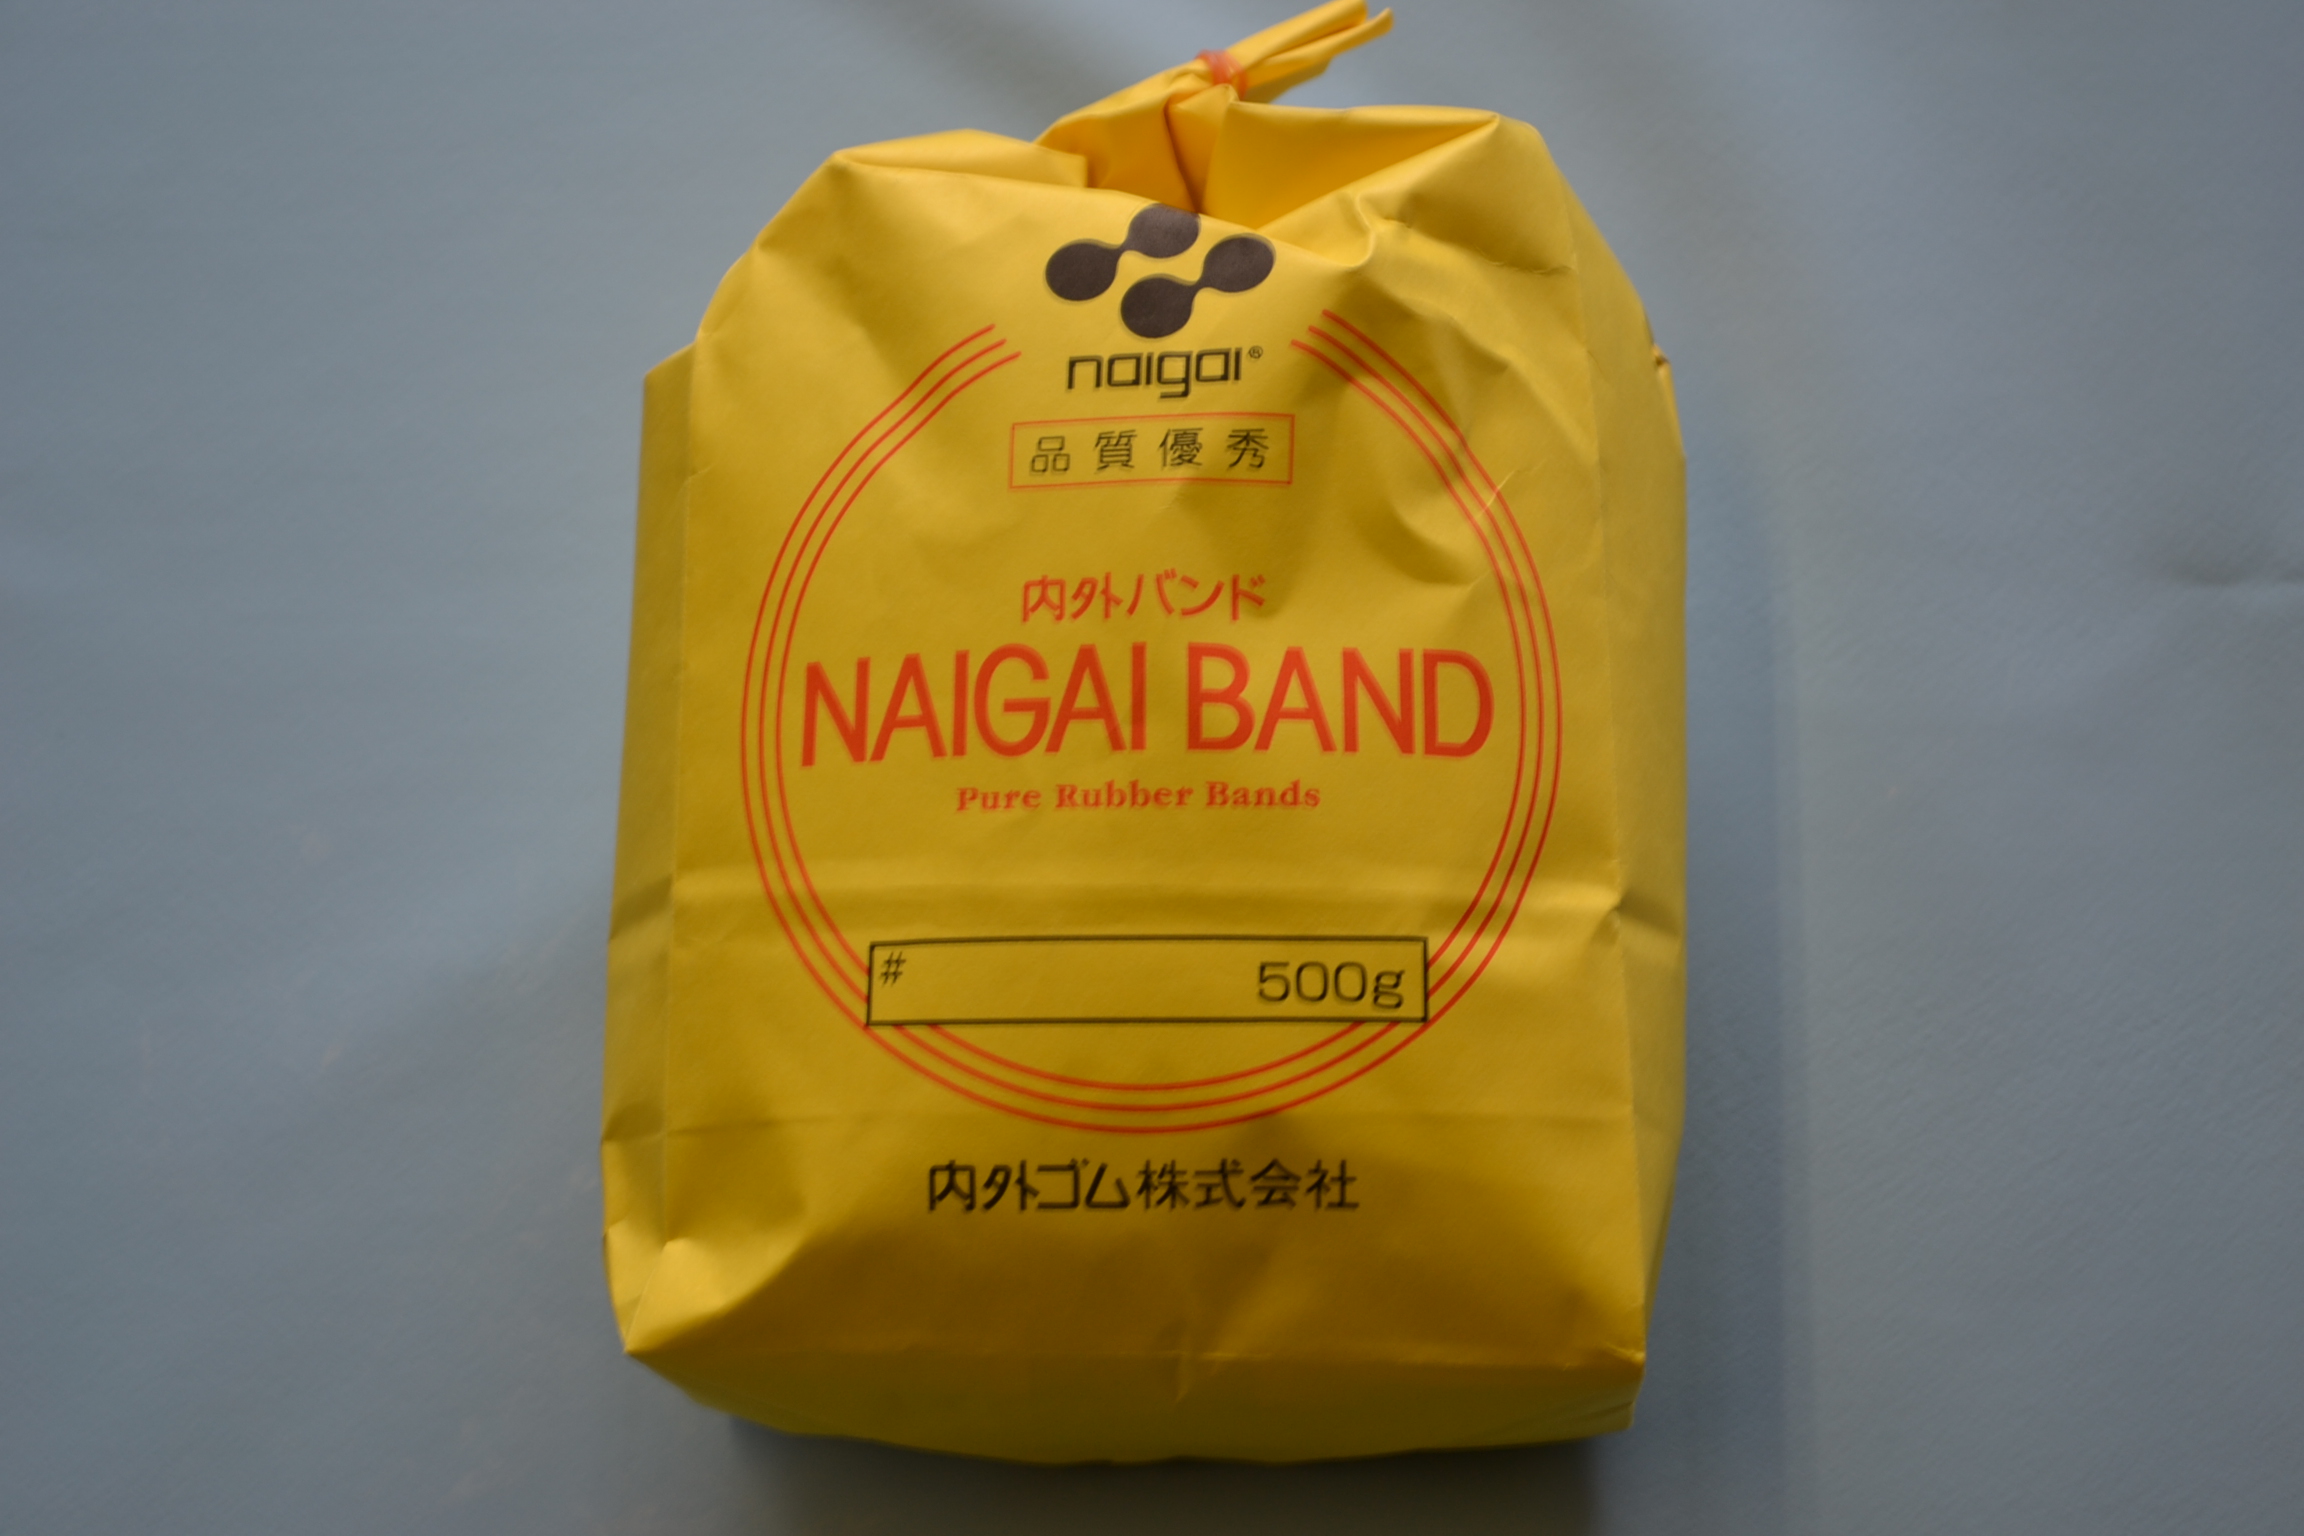 naigai®
品質優秀
内外バンド
NAIGAI BAND
Pure Rubber Bands
# 500g
内外ゴム株式会社